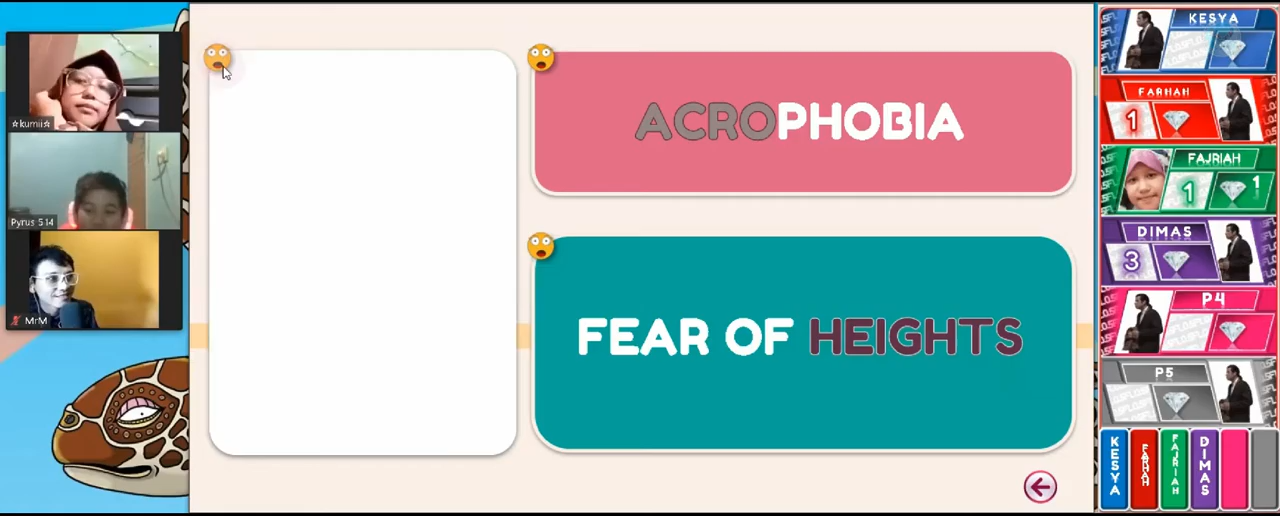 ☆kumii☆
Pyrus 514
MrM
ACROPHOBIA
FEAR OF HEIGHTS
KESYA
FARHAH
1
FAJRIAH
1
1
DIMAS
3
P4
P5
KESYA
FARHAH
FAJRIAH
DIMAS